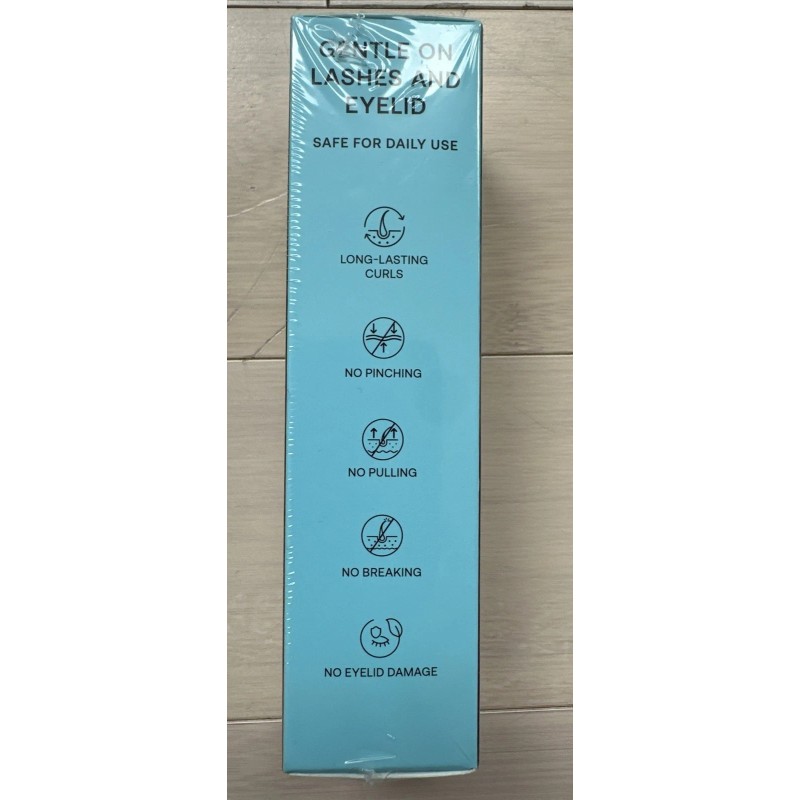 GENTLE ON
LASHES AND
EYELID
SAFE FOR DAILY USE
LONG-LASTING
CURLS
NO PINCHING
NO PULLING
NO BREAKING
NO EYELID DAMAGE